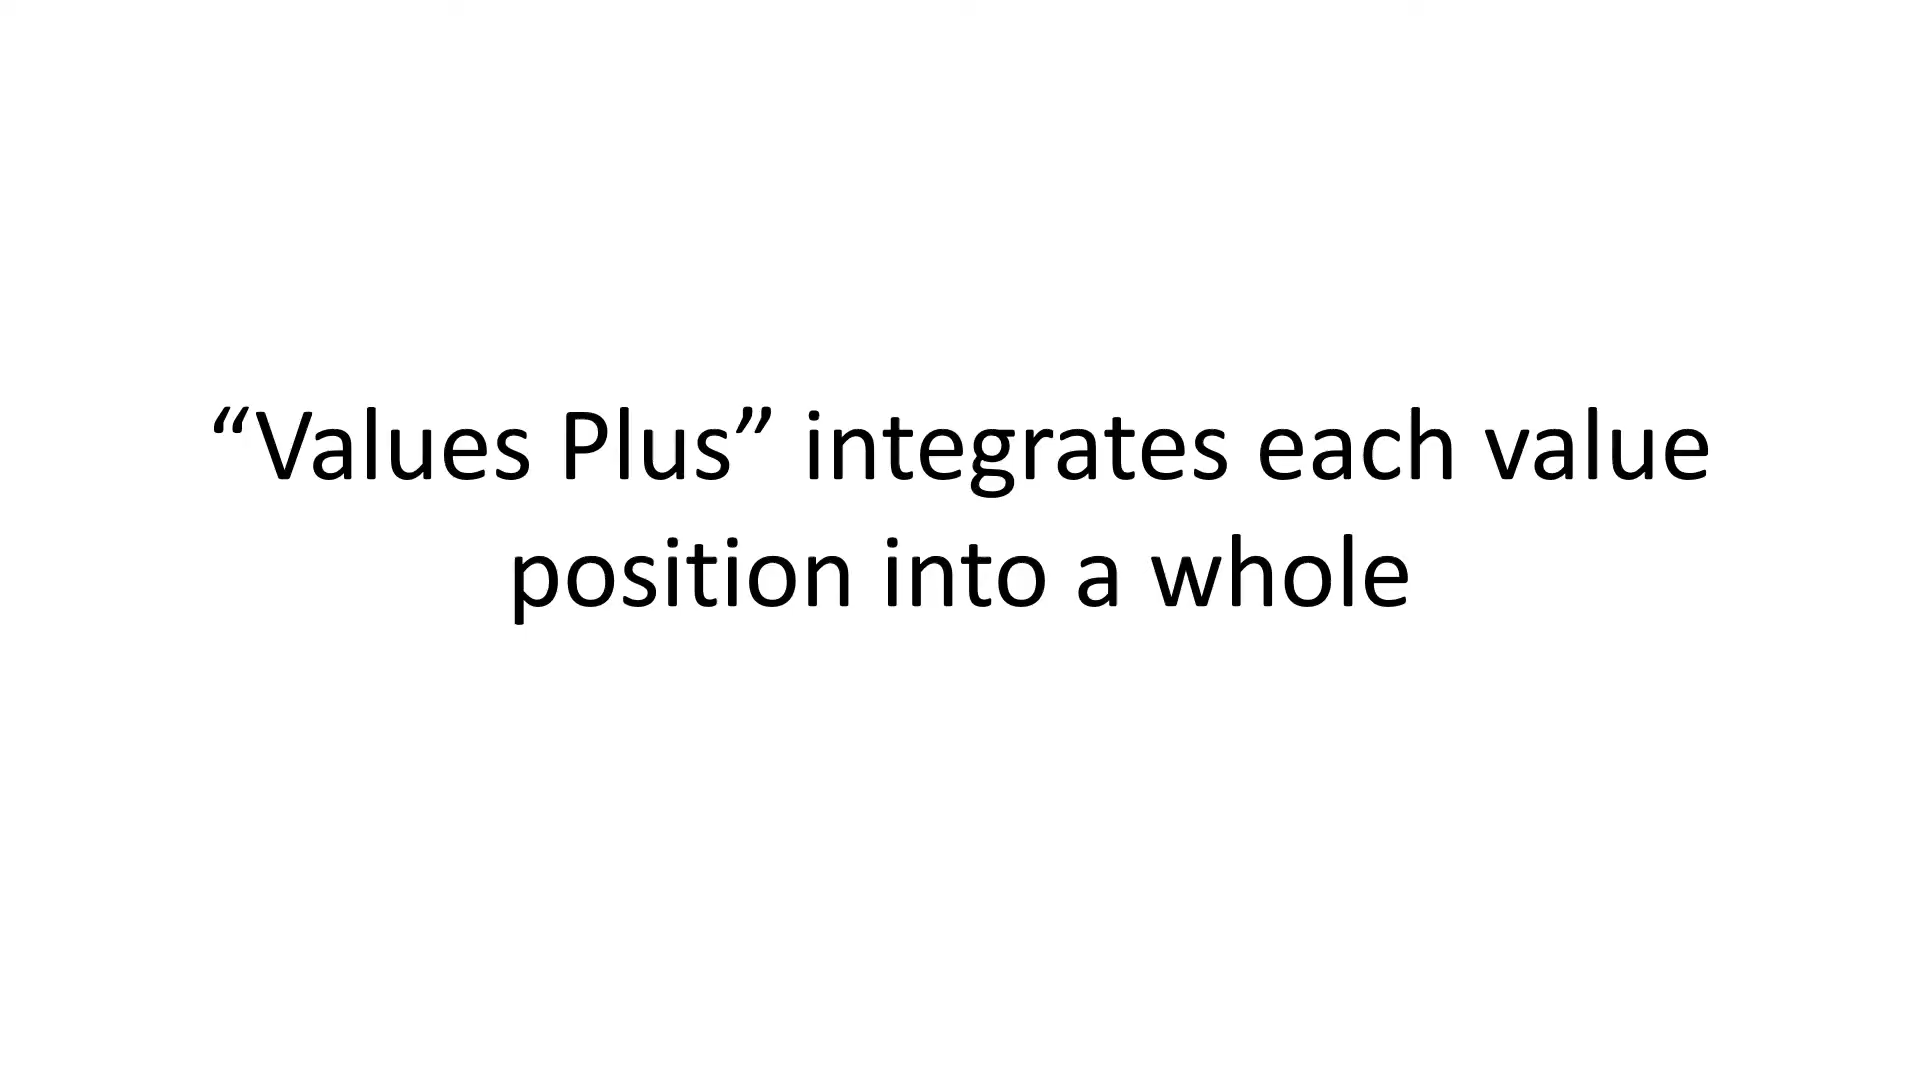 “Values Plus” integrates each value
position into a whole